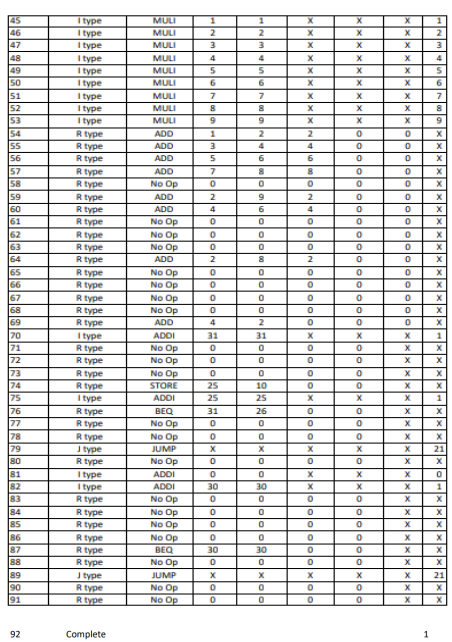 45 I type MULI 1 1 X X X 1
46 I type MULI 2 2 X X X 2
47 I type MULI 3 3 X X X 3
48 I type MULI 4 4 X X X 4
49 I type MULI 5 5 X X X 5
50 I type MULI 6 6 X X X 6
51 I type MULI 7 7 X X X 7
52 I type MULI 8 8 X X X 8
53 I type MULI 9 9 X X X 9
54 R type ADD 1 2 2 0 0 X
55 R type ADD 3 4 4 0 0 X
56 R type ADD 5 6 6 0 0 X
57 R type ADD 7 8 8 0 0 X
58 R type No Op 0 0 0 0 0 X
59 R type ADD 2 9 2 0 0 X
60 R type ADD 4 6 4 0 0 X
61 R type No Op 0 0 0 0 0 X
62 R type No Op 0 0 0 0 0 X
63 R type No Op 0 0 0 0 0 X
64 R type ADD 2 8 2 0 0 X
65 R type No Op 0 0 0 0 0 X
66 R type No Op 0 0 0 0 0 X
67 R type No Op 0 0 0 0 0 X
68 R type No Op 0 0 0 0 0 X
69 R type ADD 4 2 0 0 0 X
70 I type ADDI 31 31 X X X 1
71 R type No Op 0 0 0 0 X X
72 R type No Op 0 0 0 0 X X
73 R type No Op 0 0 0 0 X X
74 R type STORE 25 10 0 0 X X
75 I type ADDI 25 25 X X X 1
76 R type BEQ 31 26 0 0 X X
77 R type No Op 0 0 0 0 X X
78 R type No Op 0 0 0 0 X X
79 J type JUMP X X X X X 21
80 R type No Op 0 0 0 0 X X
81 I type ADDI 0 0 X X X 0
82 I type ADDI 30 30 X X X 1
83 R type No Op 0 0 0 0 X X
84 R type No Op 0 0 0 0 X X
85 R type No Op 0 0 0 0 X X
86 R type No Op 0 0 0 0 X X
87 R type BEQ 30 30 0 0 X X
88 R type No Op 0 0 0 0 X X
89 J type JUMP X X X X X 21
90 R type No Op 0 0 0 0 X X
91 R type No Op 0 0 0 0 X X
92 Complete 1